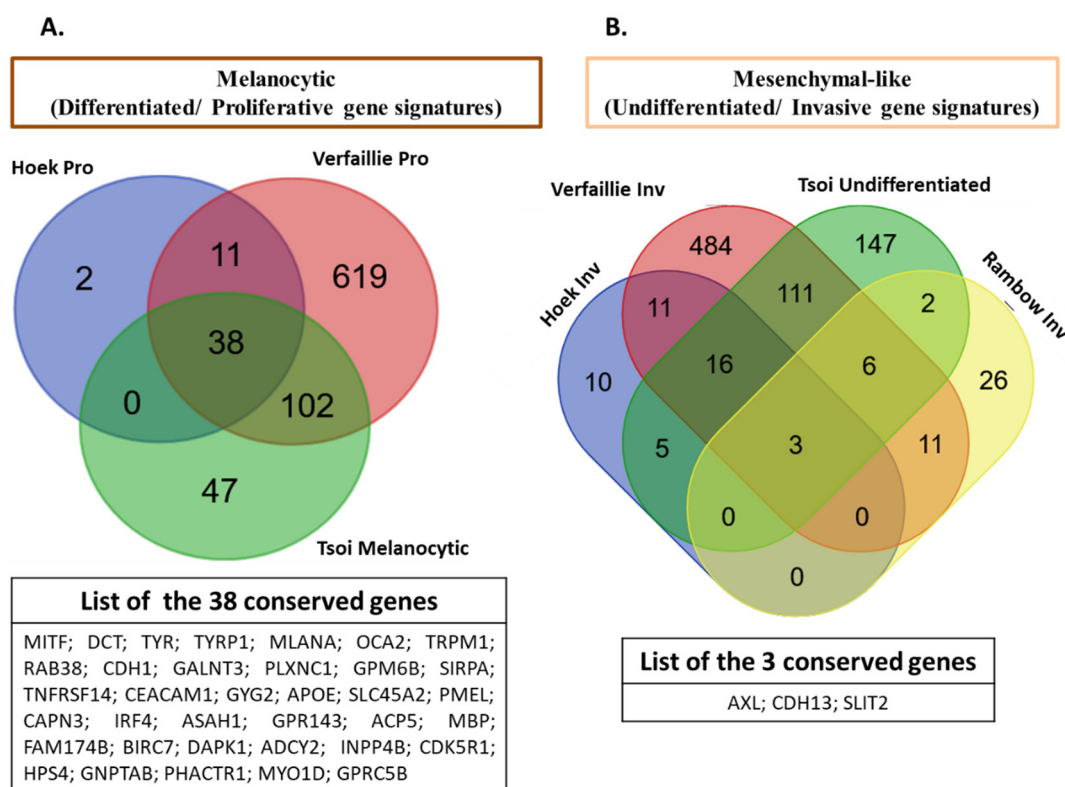 A.
Melanocytic
(Differentiated/ Proliferative gene signatures)
Hoek Pro
Verfaillie Pro
2
11
619
38
0
102
47
Tsoi Melanocytic
List of the 38 conserved genes
MITF; DCT; TYR; TYRP1; MLANA; OCA2; TRPM1;
RAB38; CDH1; GALNT3; PLXNC1; GPM6B; SIRPA;
TNFRSF14; CEACAM1; GYG2; APOE; SLC45A2; PMEL;
CAPN3; IRF4; ASAH1; GPR143; ACP5; MBP;
FAM174B; BIRC7; DAPK1; ADCY2; INPP4B; CDK5R1;
HPS4; GNPTAB; PHACTR1; MYO1D; GPRC5B
B.
Mesenchymal-like
(Undifferentiated/ Invasive gene signatures)
Verfaillie Inv
Tsoi Undifferentiated
Hoek Inv
Rambow Inv
484
147
11
111
2
10
16
6
26
5
3
11
0
0
0
List of the 3 conserved genes
AXL; CDH13; SLIT2